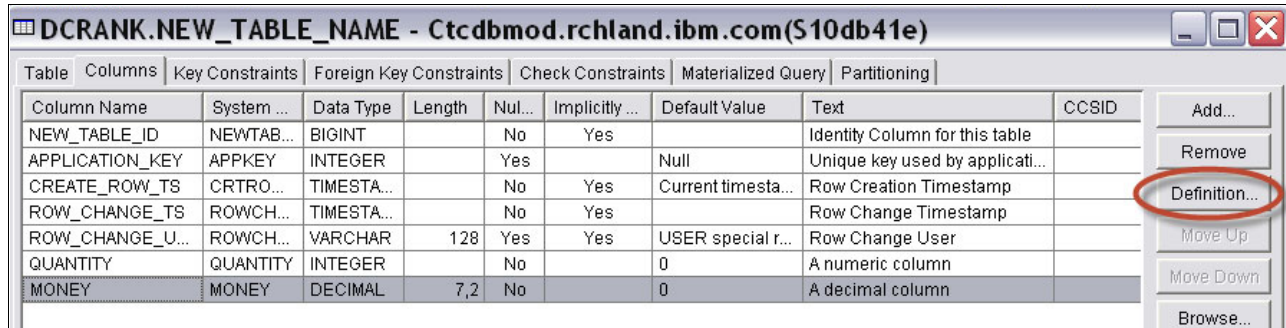 DCRANK.NEW_TABLE_NAME - Ctcdbmod.rchland.ibm.com(S10db41e)
Table Columns Key Constraints Foreign Key Constraints Check Constraints Materialized Query Partitioning
Column Name System ... Data Type Length Nul... Implicitly ... Default Value Text CCSID Add...
NEW_TABLE_ID NEWTAB... BIGINT No Yes Identity Column for this table
APPLICATION_KEY APPKEY INTEGER Yes Null Unique key used by applicati... Remove
CREATE_ROW_TS CRTRO... TIMESTA... No Yes Current timesta... Row Creation Timestamp Definition...
ROW_CHANGE_TS ROWCH... TIMESTA... No Yes Row Change Timestamp
ROW_CHANGE_U... ROWCH... VARCHAR 128 Yes Yes USER special r... Row Change User Move Up
QUANTITY QUANTITY INTEGER No 0 A numeric column
MONEY MONEY DECIMAL 7,2 No 0 A decimal column Move Down
Browse...